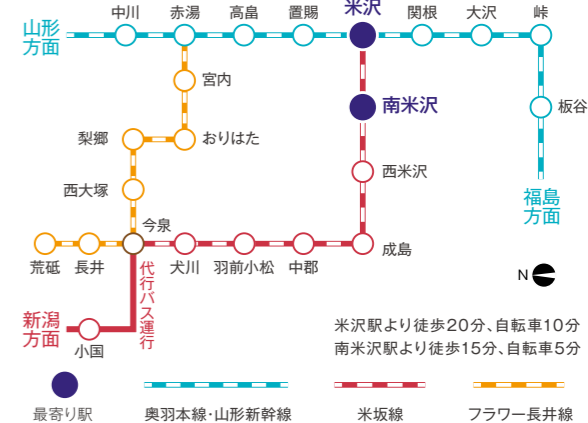 山形
方面
中川
赤湯
高畠
置賜
米沢
関根
大沢
峠
宮内
南米沢
板谷
梨郷
おりはた
西米沢
西大塚
福島
方面
今泉
荒砥
長井
犬川
羽前小松
中郡
成島
代行バス運行
N
新潟
方面
小国
米沢駅より徒歩20分、自転車10分
南米沢駅より徒歩15分、自転車5分
最寄り駅
奥羽本線・山形新幹線
米坂線
フラワー長井線